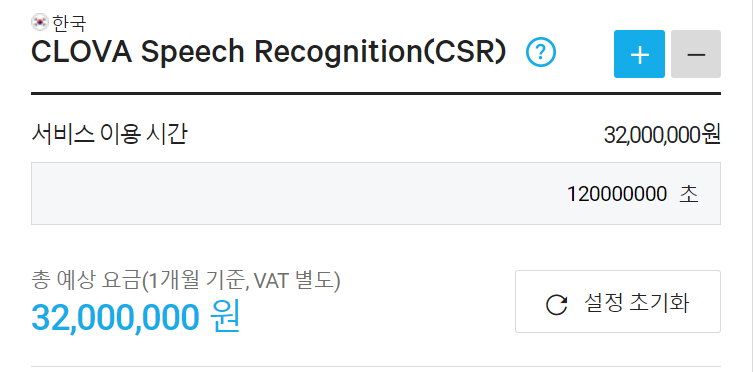 한국
CLOVA Speech Recognition(CSR) ?
+ −
서비스 이용 시간 32,000,000원
120000000 초
총 예상 요금(1개월 기준, VAT 별도)
32,000,000 원
설정 초기화